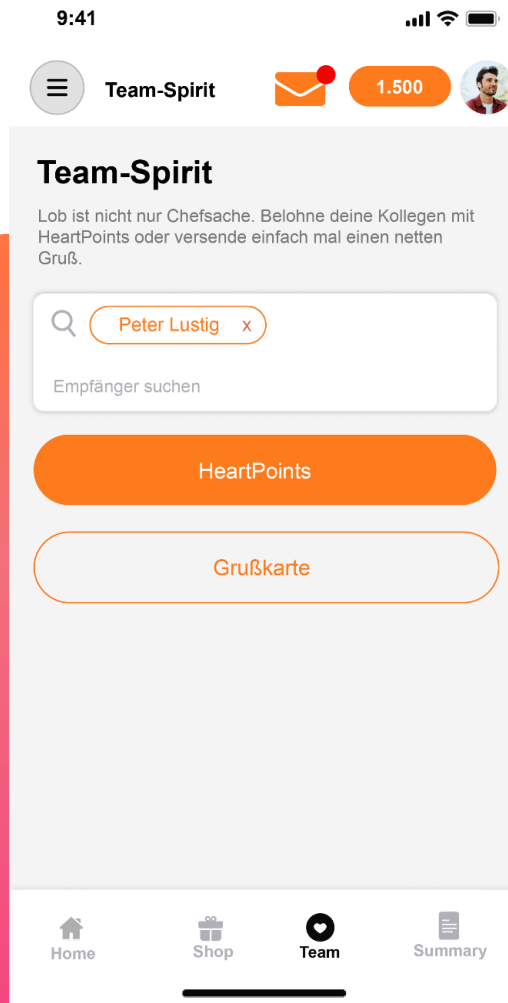 9:41
Team-Spirit
1.500
Team-Spirit
Lob ist nicht nur Chefsache. Belohne deine Kollegen mit
HeartPoints oder versende einfach mal einen netten
Gruß.
Peter Lustig x
Empfänger suchen
HeartPoints
Grußkarte
Home
Shop
Team
Summary